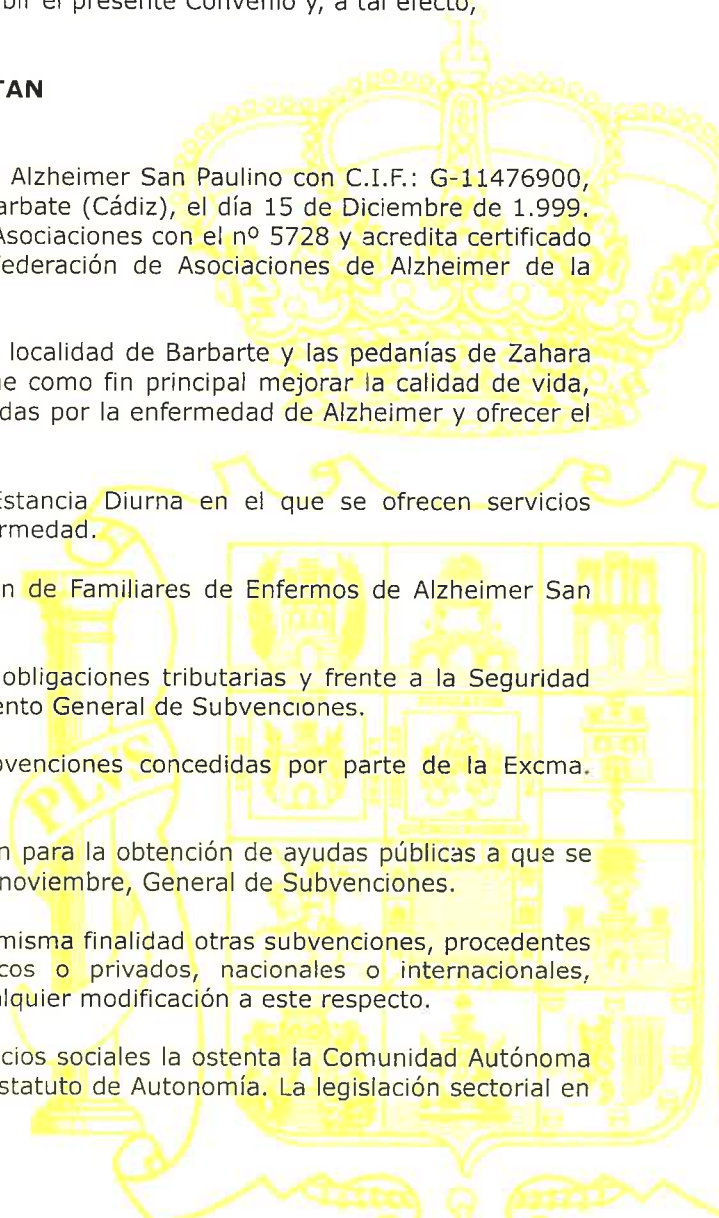 bir el presente Convenio y, a tal efecto,
TAN
Alzheimer San Paulino con C.I.F.: G-11476900,
arbate (Cádiz), el día 15 de Diciembre de 1.999.
Asociaciones con el nº 5728 y acredita certificado
Federación de Asociaciones de Alzheimer de la
localidad de Barbarte y las pedanías de Zahara
ne como fin principal mejorar la calidad de vida,
das por la enfermedad de Alzheimer y ofrecer el
Estancia Diurna en el que se ofrecen servicios
ermedad.
n de Familiares de Enfermos de Alzheimer San
obligaciones tributarias y frente a la Seguridad
ento General de Subvenciones.
bvenciones concedidas por parte de la Excma.
PLVS
n para la obtención de ayudas públicas a que se
noviembre, General de Subvenciones.
misma finalidad otras subvenciones, procedentes
cos o privados, nacionales o internacionales,
alquier modificación a este respecto.
cios sociales la ostenta la Comunidad Autónoma
statuto de Autonomía. La legislación sectorial en